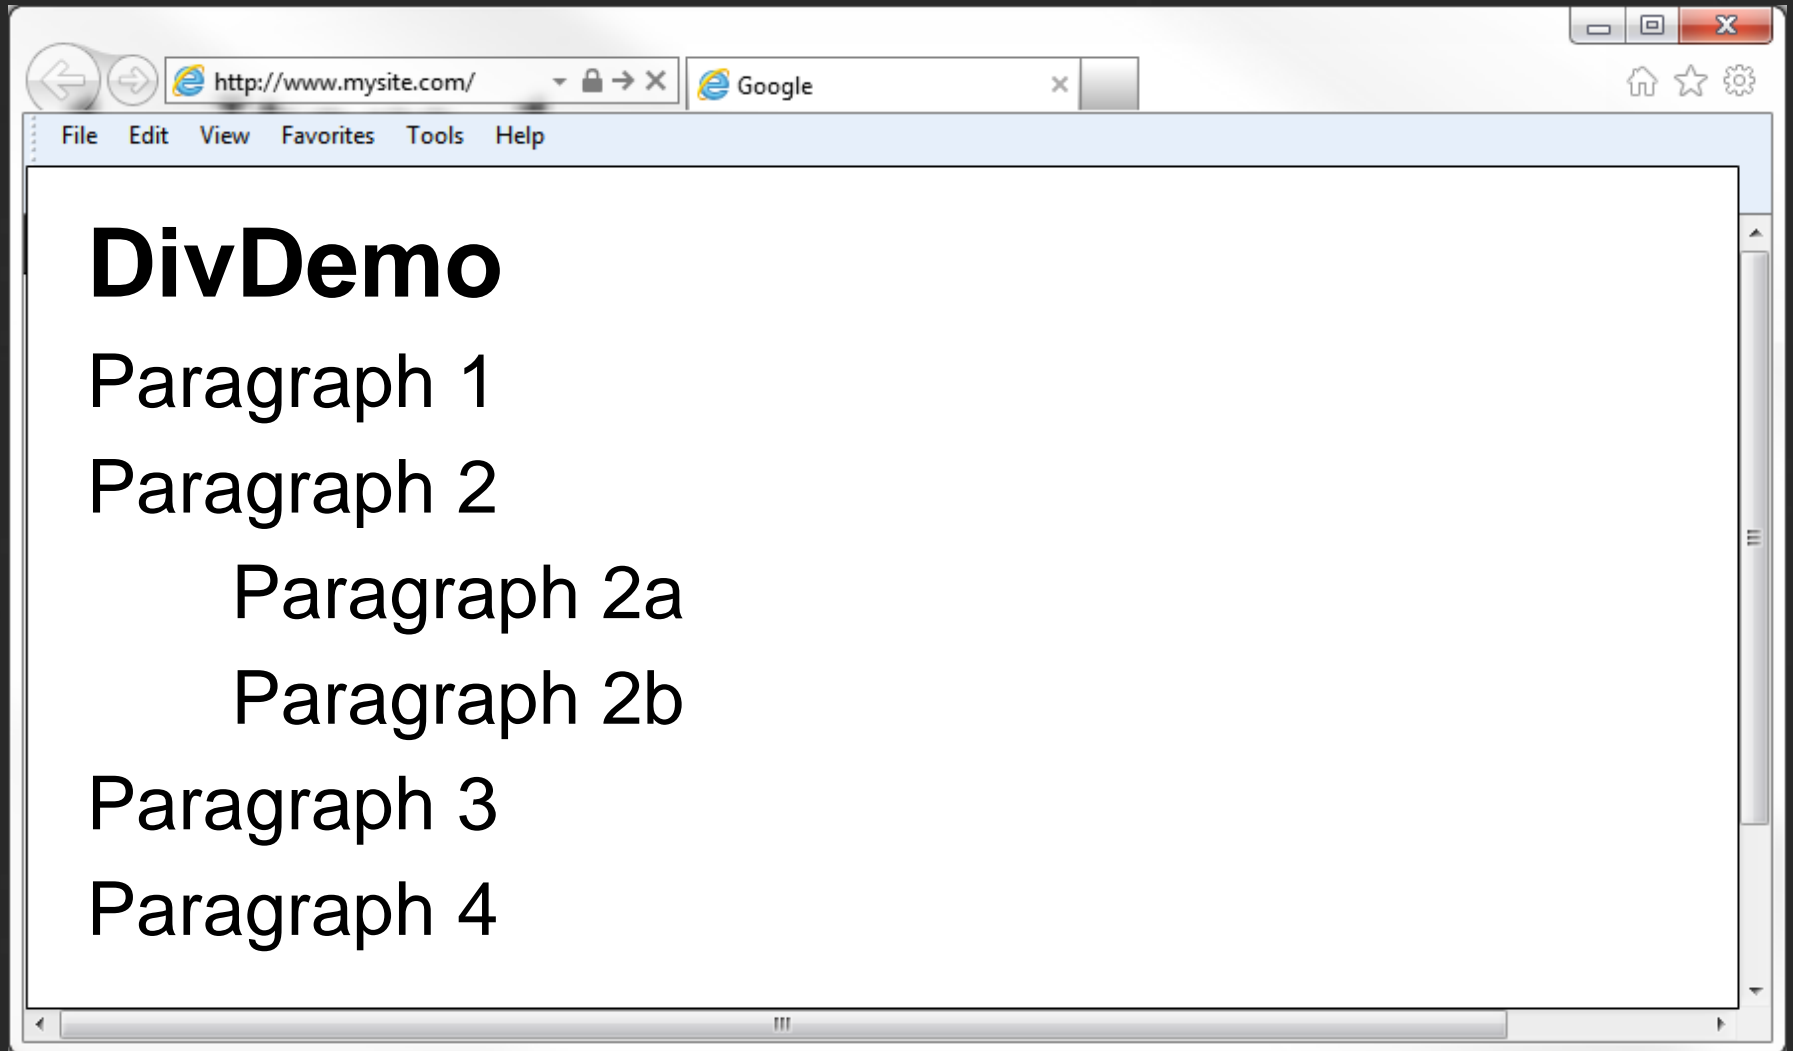 http://www.mysite.com/ Google
File Edit View Favorites Tools Help
DivDemo
Paragraph 1
Paragraph 2
Paragraph 2a
Paragraph 2b
Paragraph 3
Paragraph 4